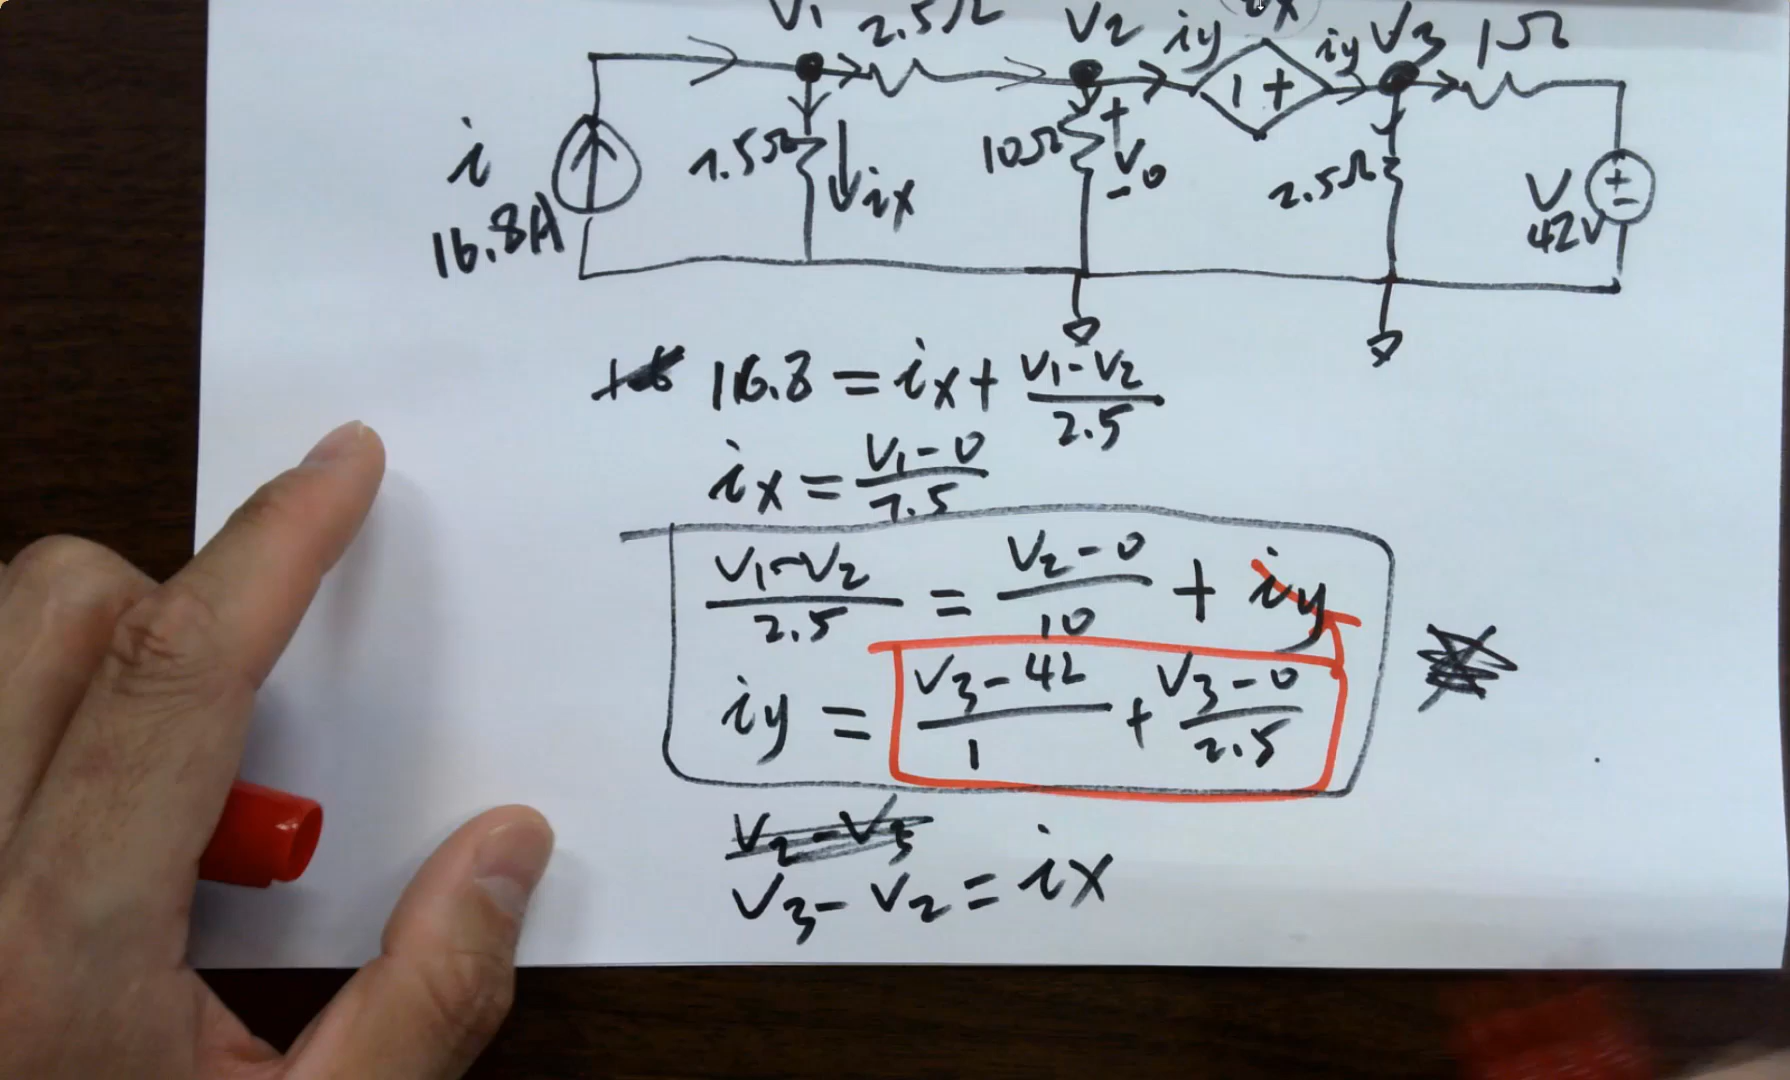 V1 2.5Ω V2 iy ix iy V3 1Ω
i 16.8A
7.5Ω ix
10Ω + V0 -
- +
2.5Ω
V 42V + -
16.8 = ix + (V1-V2)/2.5
ix = (V1-0)/7.5
(V1-V2)/2.5 = (V2-0)/10 + iy
iy = (V3-42)/1 + (V3-0)/2.5
V2-V3
V3-V2 = ix